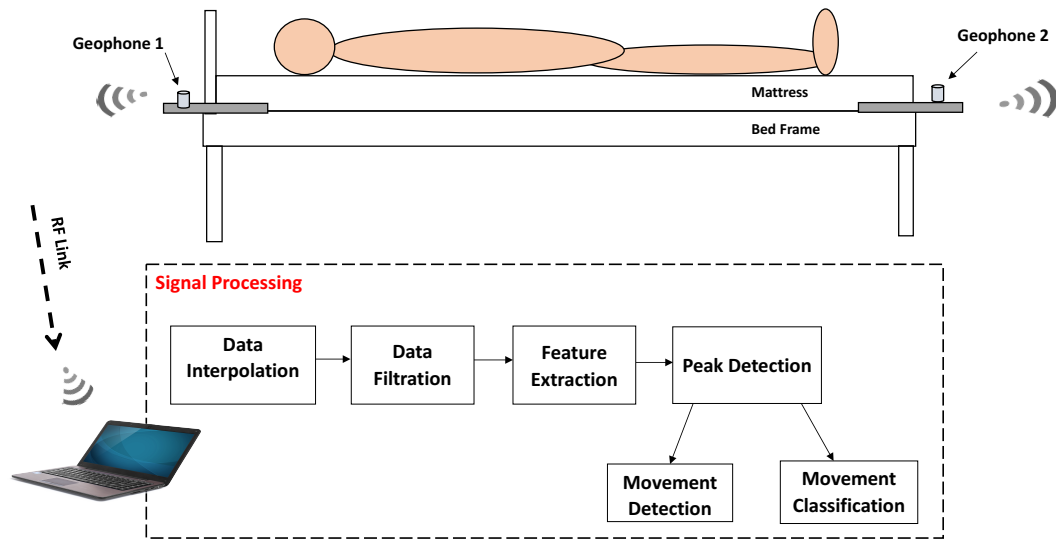 Geophone 1
Geophone 2
Mattress
Bed Frame
RF Link
Signal Processing
Data
Interpolation
Data
Filtration
Feature
Extraction
Peak Detection
Movement
Detection
Movement
Classification